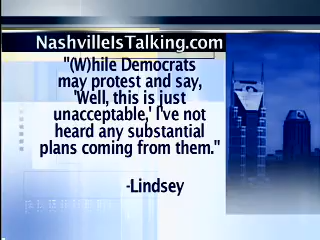 NashvilleIsTalking.com
"(W)hile Democrats
may protest and say,
'Well, this is just
unacceptable,' I've not
heard any substantial
plans coming from them."
-Lindsey